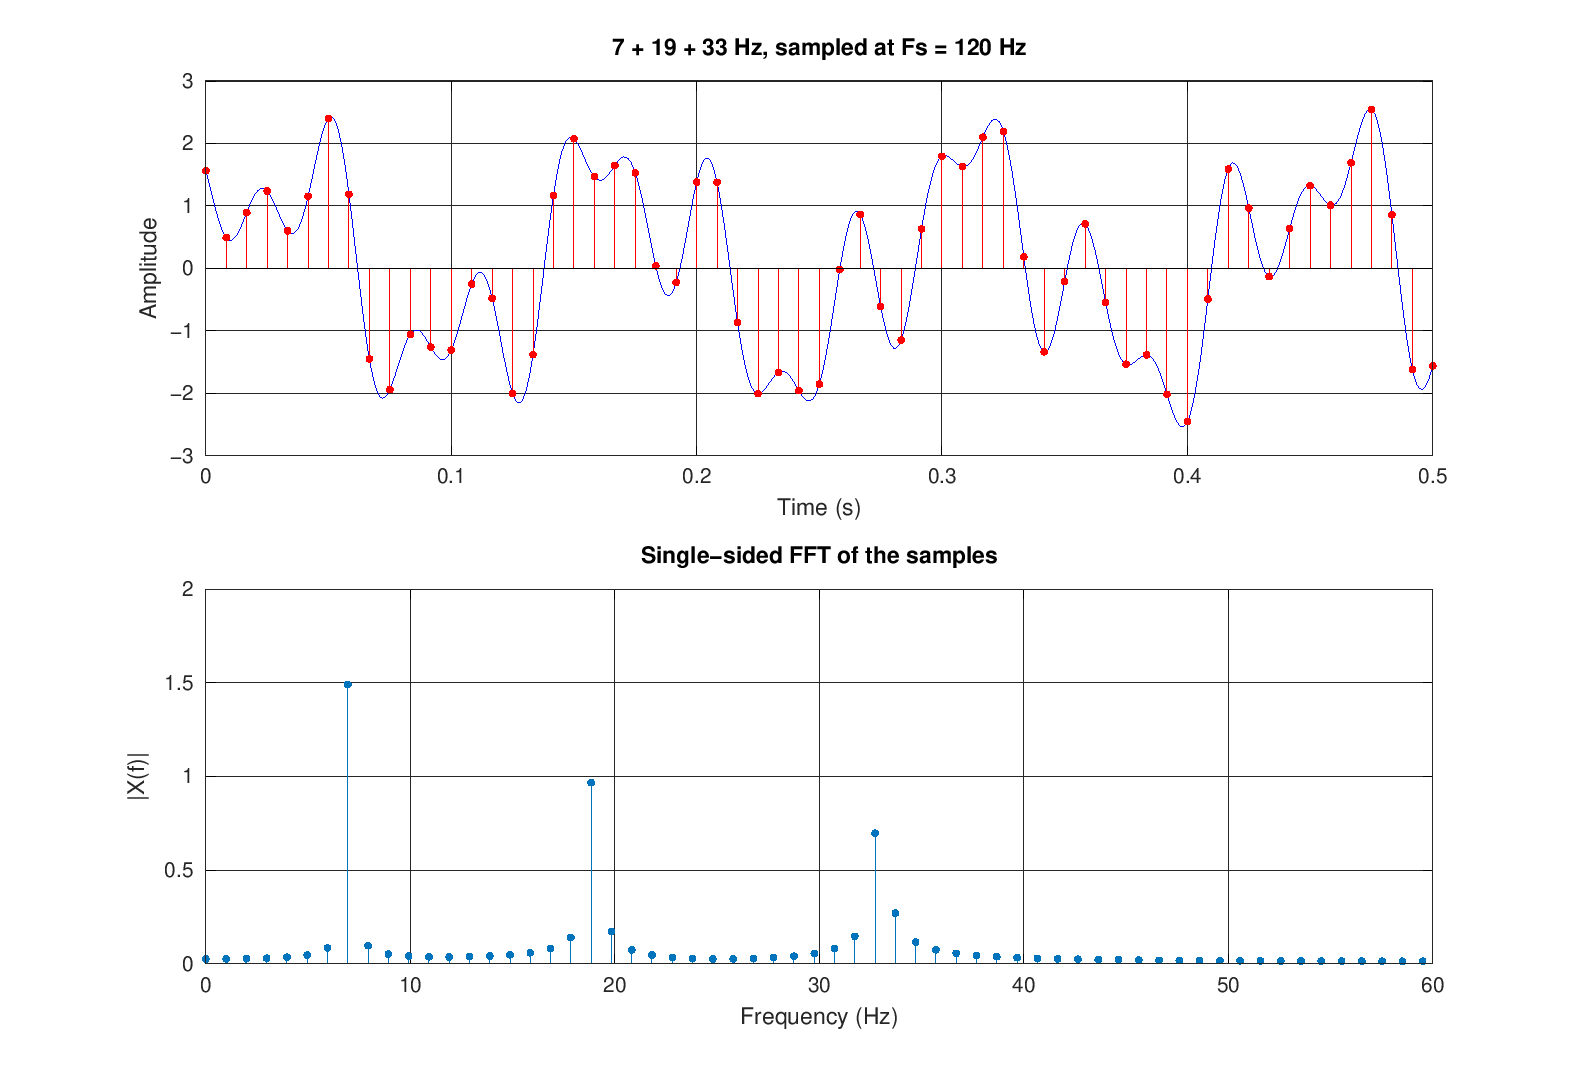 7 + 19 + 33 Hz, sampled at Fs = 120 Hz
3
2
1
0
−1
−2
−3
Amplitude
0 0.1 0.2 0.3 0.4 0.5
Time (s)
Single−sided FFT of the samples
2
1.5
1
0.5
0
|X(f)|
0 10 20 30 40 50 60
Frequency (Hz)